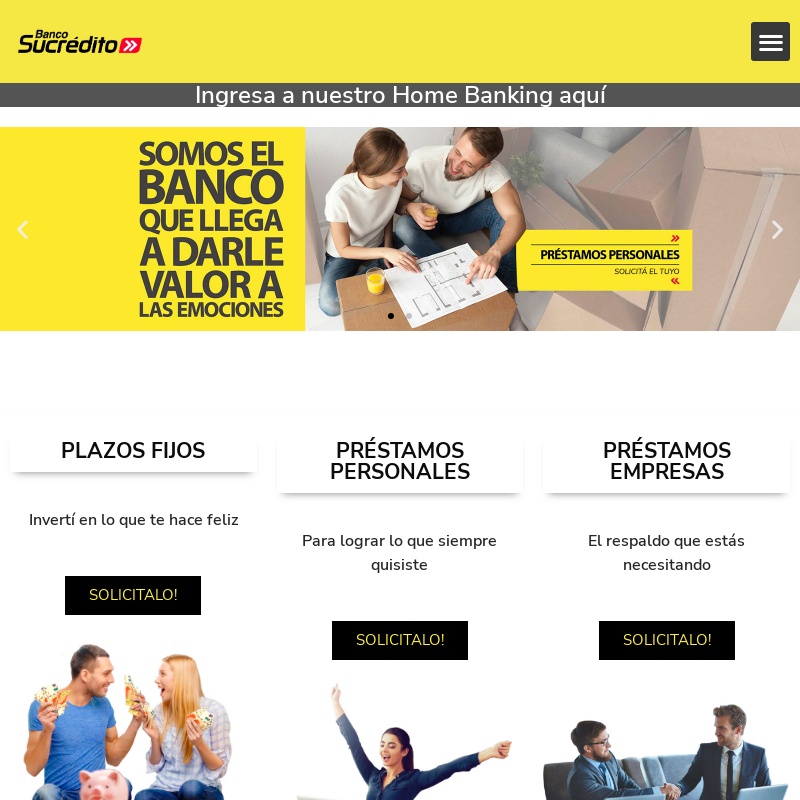 Banco
Sucrédito
Ingresa a nuestro Home Banking aquí
SOMOS EL
BANCO
QUE LLEGA
A DARLE
VALOR A
LAS EMOCIONES
PRÉSTAMOS PERSONALES
SOLICITÁ EL TUYO
PLAZOS FIJOS
Invertí en lo que te hace feliz
SOLICITALO!
PRÉSTAMOS
PERSONALES
Para lograr lo que siempre
quisiste
SOLICITALO!
PRÉSTAMOS
EMPRESAS
El respaldo que estás
necesitando
SOLICITALO!